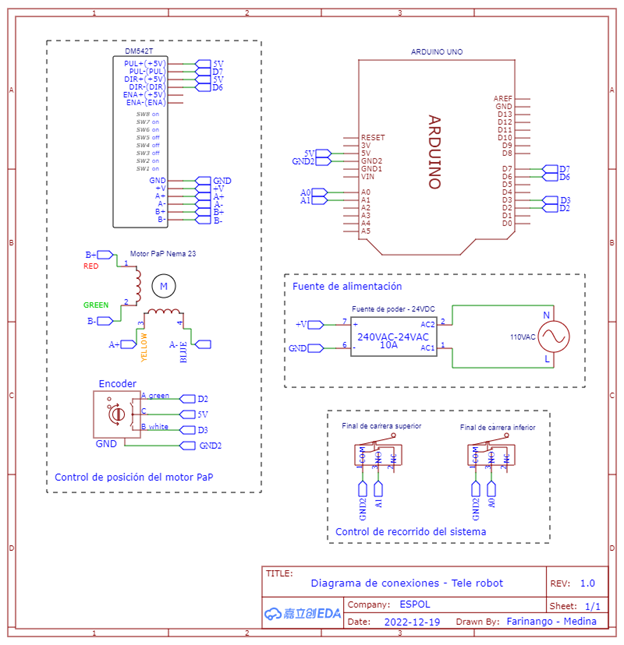 1
2
3
A
B
C
D
DM542T
PUL+(+5V)
PUL-(PUL)
DIR+(+5V)
DIR-(DIR)
ENA+(+5V)
ENA-(ENA)
5V
D7
5V
D6
SW8 on
SW7 on
SW6 on
SW5 off
SW4 off
SW3 off
SW2 on
SW1 on
GND
+V
A+
A-
B+
B-
GND
+V
A+
A-
B+
B-
Motor PaP Nema 23
B+
RED
1
M
GREEN
2
B-
3
4
A+
YELLOW
A-
BLUE
Encoder
A green
C
B white
GND
D2
5V
D3
GND2
Control de posición del motor PaP
ARDUINO UNO
ARDUINO
RESET
3V
5V
GND2
GND1
VIN
A0
A1
A2
A3
A4
A5
5V
GND2
A0
A1
AREF
GND
D13
D12
D11
D10
D9
D8
D7
D6
D5
D4
D3
D2
D1
D0
D7
D6
D3
D2
Fuente de alimentación
Fuente de poder - 24VDC
+V
7
+
AC2
2
240VAC-24VAC
10A
GND
6
-
AC1
1
N
110VAC
L
Final de carrera superior
COM
NO
NC
1
3
2
GND2
A1
Final de carrera inferior
COM
NO
NC
1
3
2
GND2
A0
Control de recorrido del sistema
TITLE:
Diagrama de conexiones - Tele robot
REV: 1.0
嘉立创EDA
Company: ESPOL
Sheet: 1/1
Date: 2022-12-19
Drawn By: Farinango - Medina
A
B
C
D
1
2
3